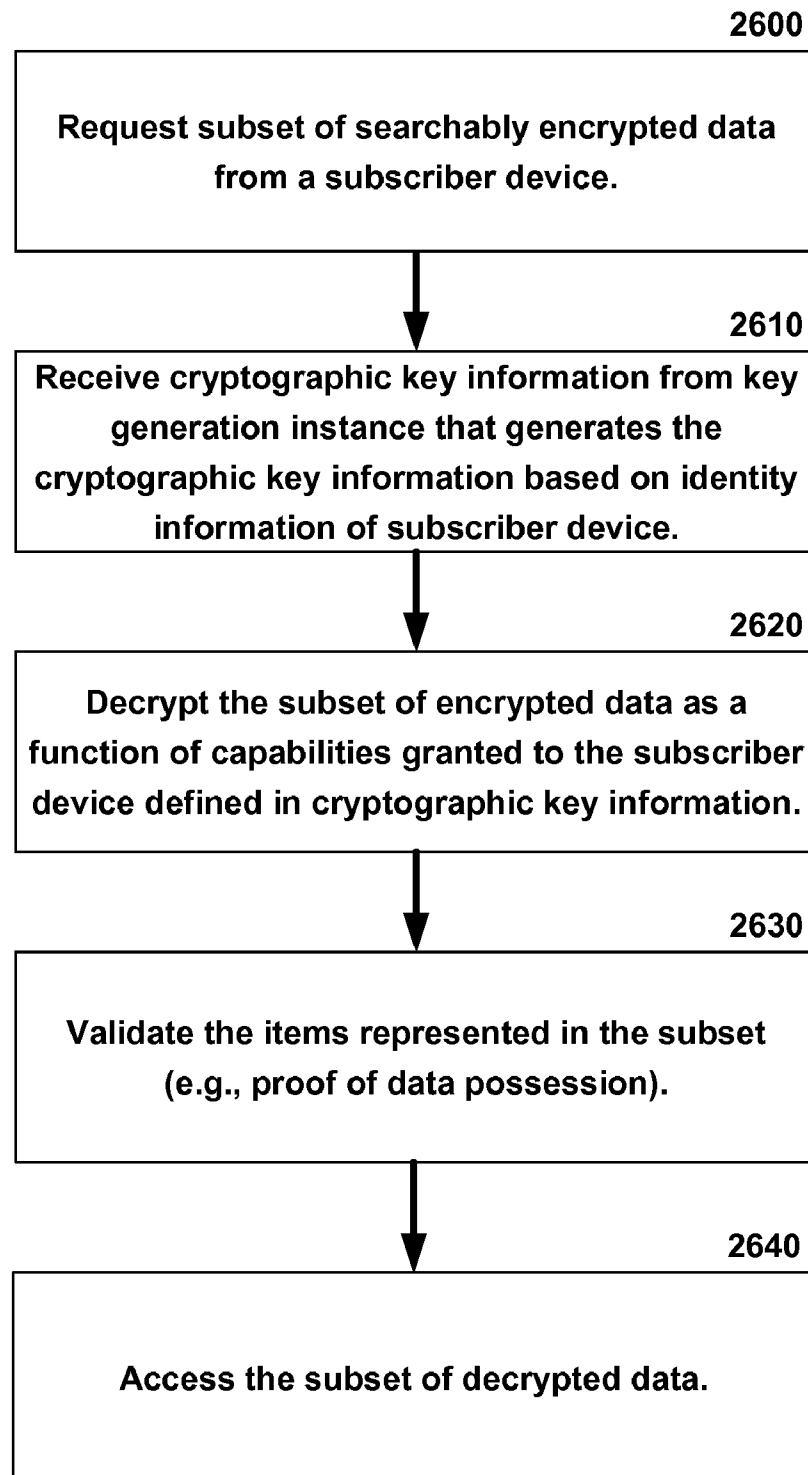 2600
Request subset of searchably encrypted data
from a subscriber device.
2610
Receive cryptographic key information from key
generation instance that generates the
cryptographic key information based on identity
information of subscriber device.
2620
Decrypt the subset of encrypted data as a
function of capabilities granted to the subscriber
device defined in cryptographic key information.
2630
Validate the items represented in the subset
(e.g., proof of data possession).
2640
Access the subset of decrypted data.